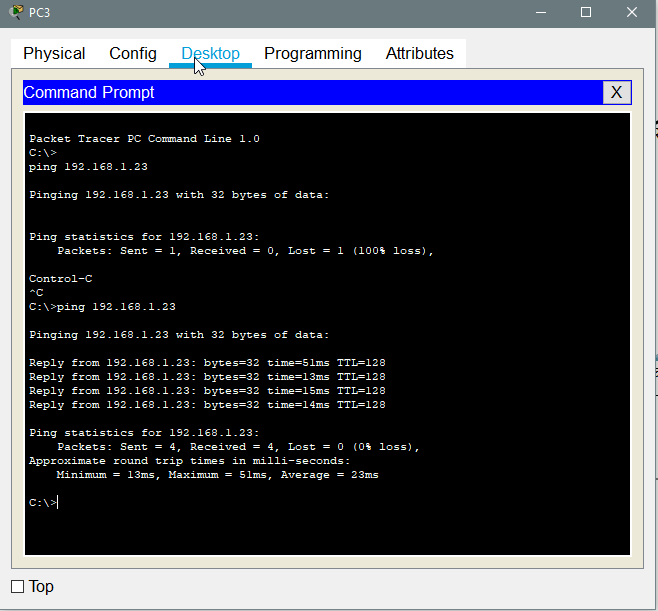 PC3
Physical Config Desktop Programming Attributes
Command Prompt X
Packet Tracer PC Command Line 1.0
C:\>
ping 192.168.1.23
Pinging 192.168.1.23 with 32 bytes of data:
Ping statistics for 192.168.1.23:
    Packets: Sent = 1, Received = 0, Lost = 1 (100% loss),
Control-C
^C
C:\>ping 192.168.1.23
Pinging 192.168.1.23 with 32 bytes of data:
Reply from 192.168.1.23: bytes=32 time=51ms TTL=128
Reply from 192.168.1.23: bytes=32 time=13ms TTL=128
Reply from 192.168.1.23: bytes=32 time=15ms TTL=128
Reply from 192.168.1.23: bytes=32 time=14ms TTL=128
Ping statistics for 192.168.1.23:
    Packets: Sent = 4, Received = 4, Lost = 0 (0% loss),
Approximate round trip times in milli-seconds:
    Minimum = 13ms, Maximum = 51ms, Average = 23ms
C:\>
Top